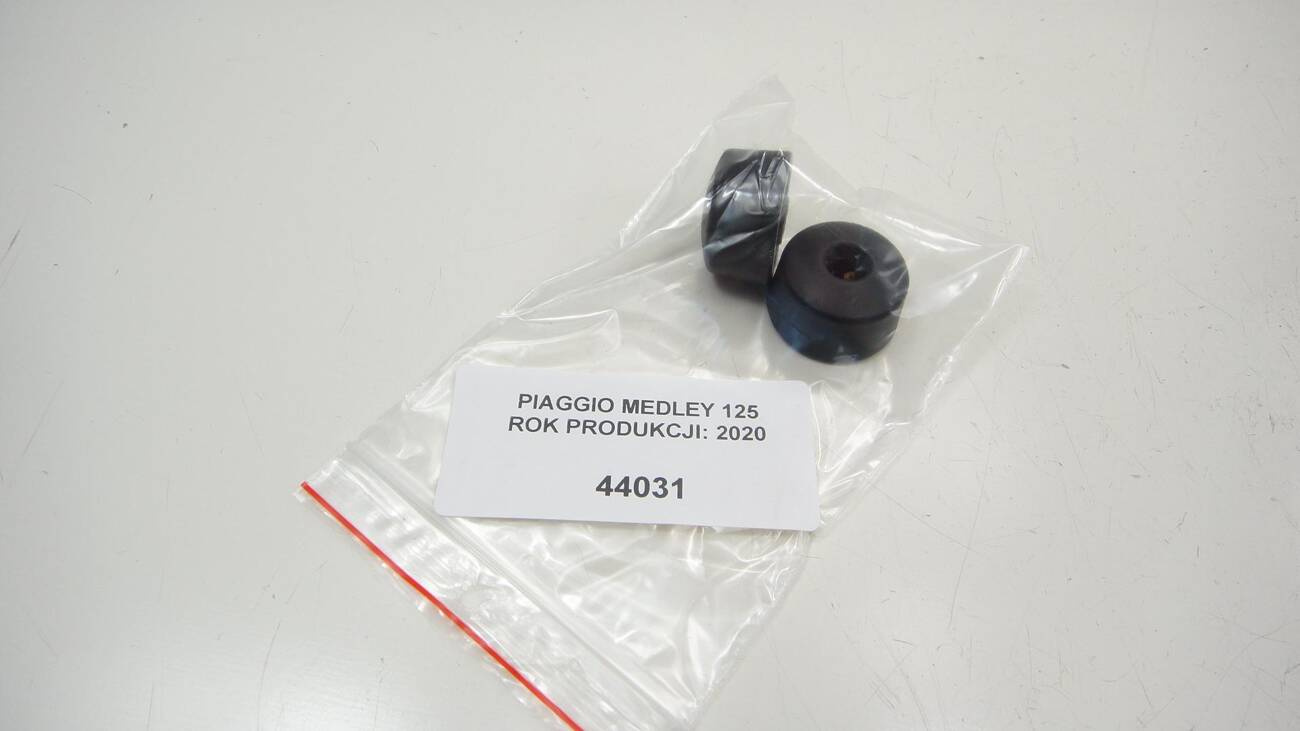 PIAGGIO MEDLEY 125
ROK PRODUKCJI: 2020
44031